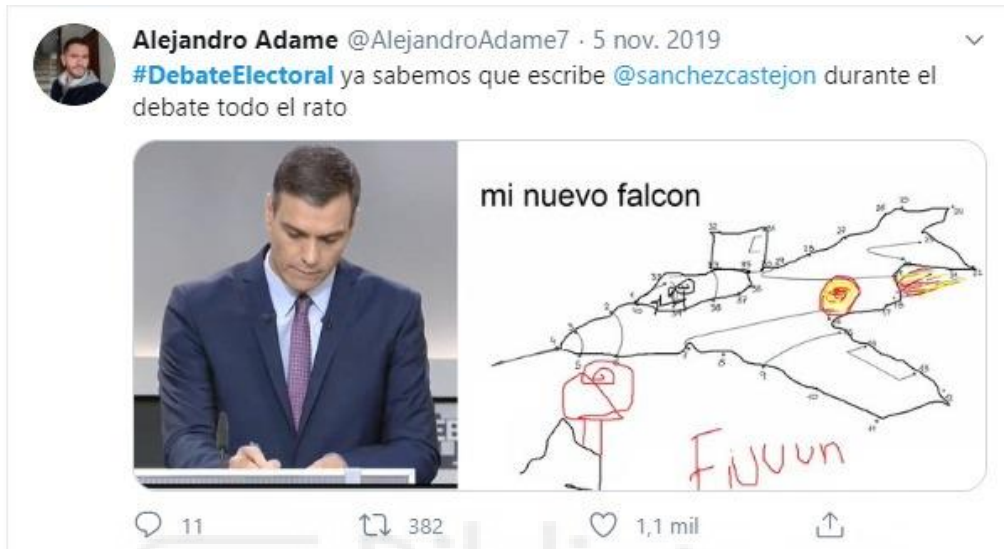 Alejandro Adame @AlejandroAdame7 · 5 nov. 2019
#DebateElectoral ya sabemos que escribe @sanchezcastejon durante el
debate todo el rato
mi nuevo falcon
Fiuuun
11 382 1,1 mil